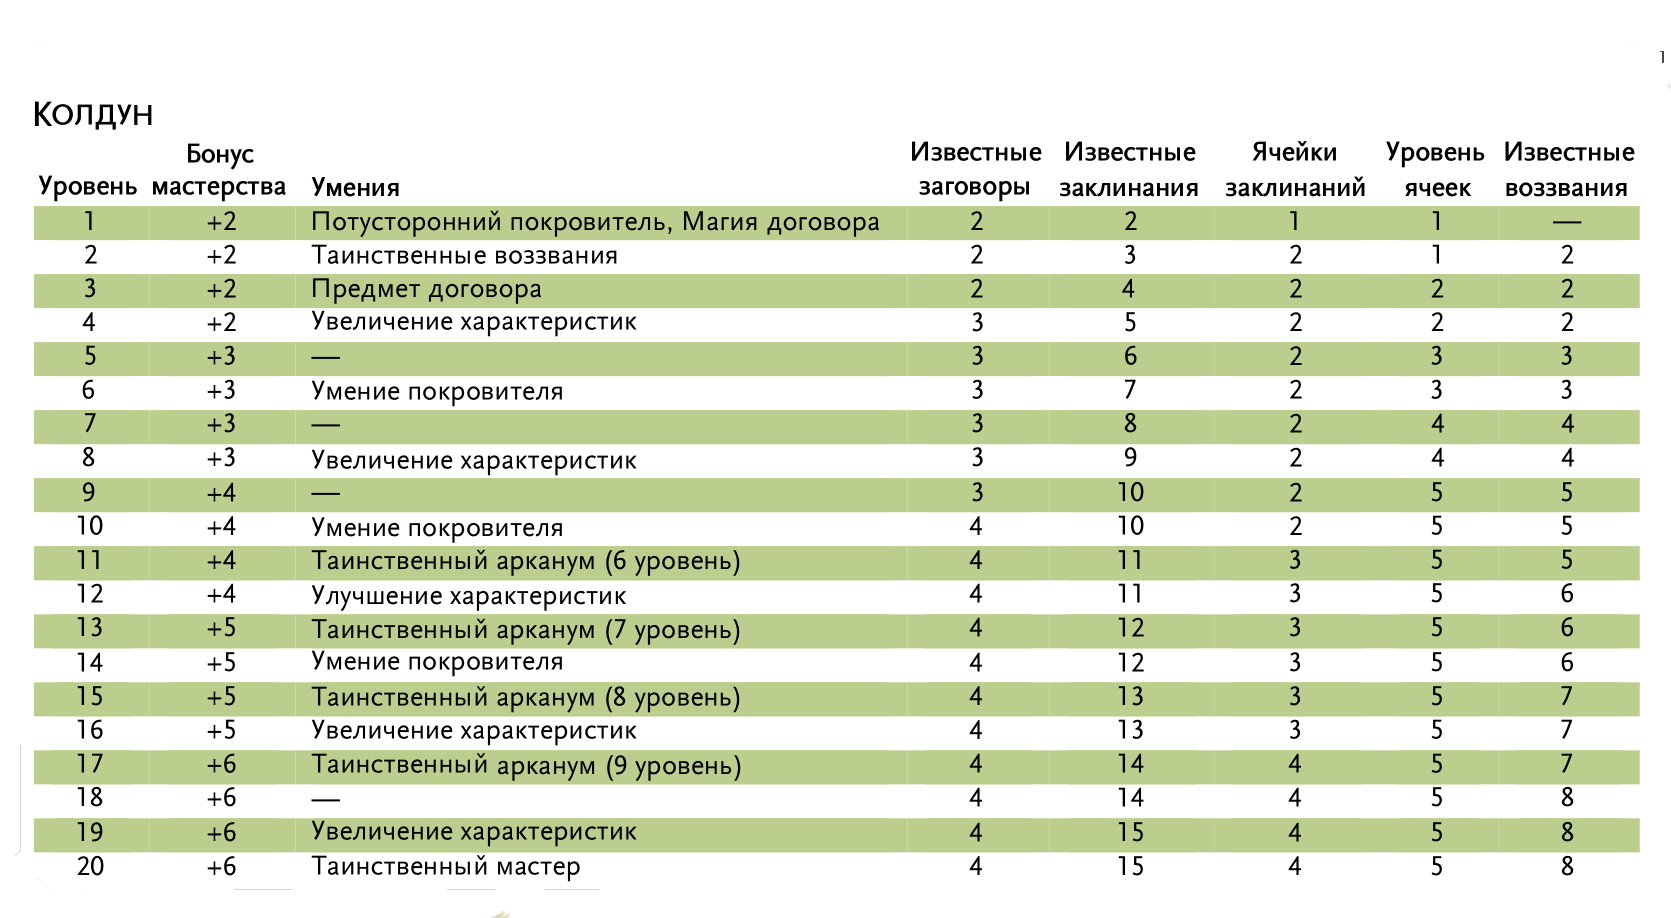 1
КОЛДУН
Уровень Бонус мастерства Умения Известные заговоры Известные заклинания Ячейки заклинаний Уровень ячеек Известные воззвания
1 +2 Потусторонний покровитель, Магия договора 2 2 1 1 —
2 +2 Таинственные воззвания 2 3 2 1 2
3 +2 Предмет договора 2 4 2 2 2
4 +2 Увеличение характеристик 3 5 2 2 2
5 +3 — 3 6 2 3 3
6 +3 Умение покровителя 3 7 2 3 3
7 +3 — 3 8 2 4 4
8 +3 Увеличение характеристик 3 9 2 4 4
9 +4 — 3 10 2 5 5
10 +4 Умение покровителя 4 10 2 5 5
11 +4 Таинственный арканум (6 уровень) 4 11 3 5 5
12 +4 Улучшение характеристик 4 11 3 5 6
13 +5 Таинственный арканум (7 уровень) 4 12 3 5 6
14 +5 Умение покровителя 4 12 3 5 6
15 +5 Таинственный арканум (8 уровень) 4 13 3 5 7
16 +5 Увеличение характеристик 4 13 3 5 7
17 +6 Таинственный арканум (9 уровень) 4 14 4 5 7
18 +6 — 4 14 4 5 8
19 +6 Увеличение характеристик 4 15 4 5 8
20 +6 Таинственный мастер 4 15 4 5 8